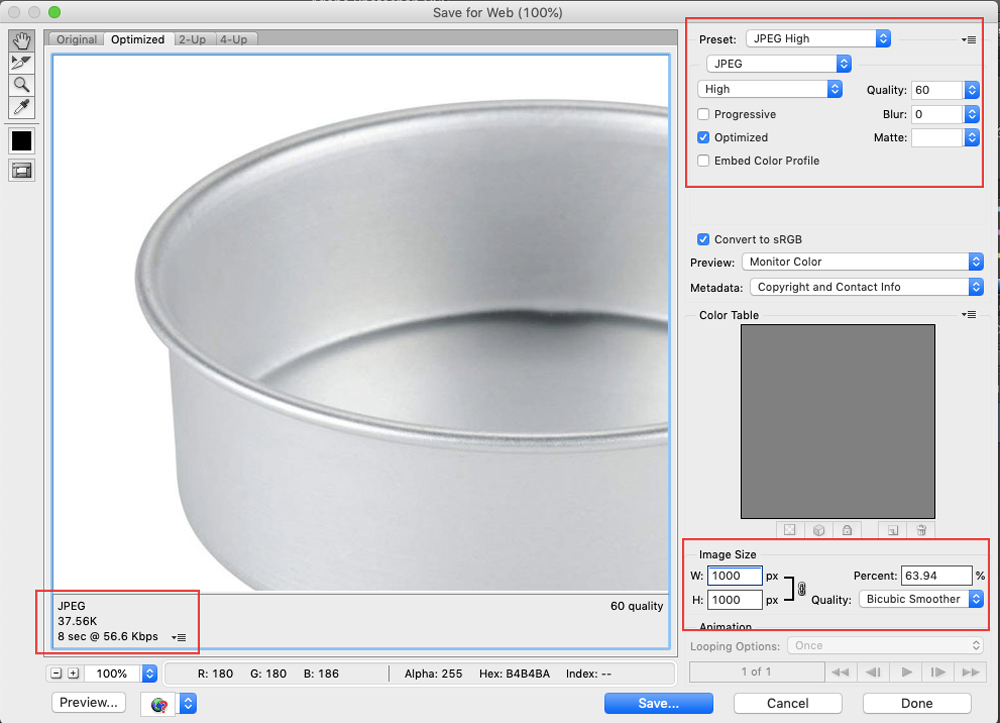 Save for Web (100%)
Original Optimized 2-Up 4-Up
Preset: JPEG High
JPEG
High Quality: 60
Progressive Blur: 0
Optimized Matte:
Embed Color Profile
Convert to sRGB
Preview: Monitor Color
Metadata: Copyright and Contact Info
Color Table
Image Size
W: 1000 px Percent: 63.94 %
H: 1000 px Quality: Bicubic Smoother
Animation
Looping Options: Once
1 of 1
JPEG 60 quality
37.56K
8 sec @ 56.6 Kbps
100% R: 180 G: 180 B: 186 Alpha: 255 Hex: B4B4BA Index: --
Preview... Save... Cancel Done